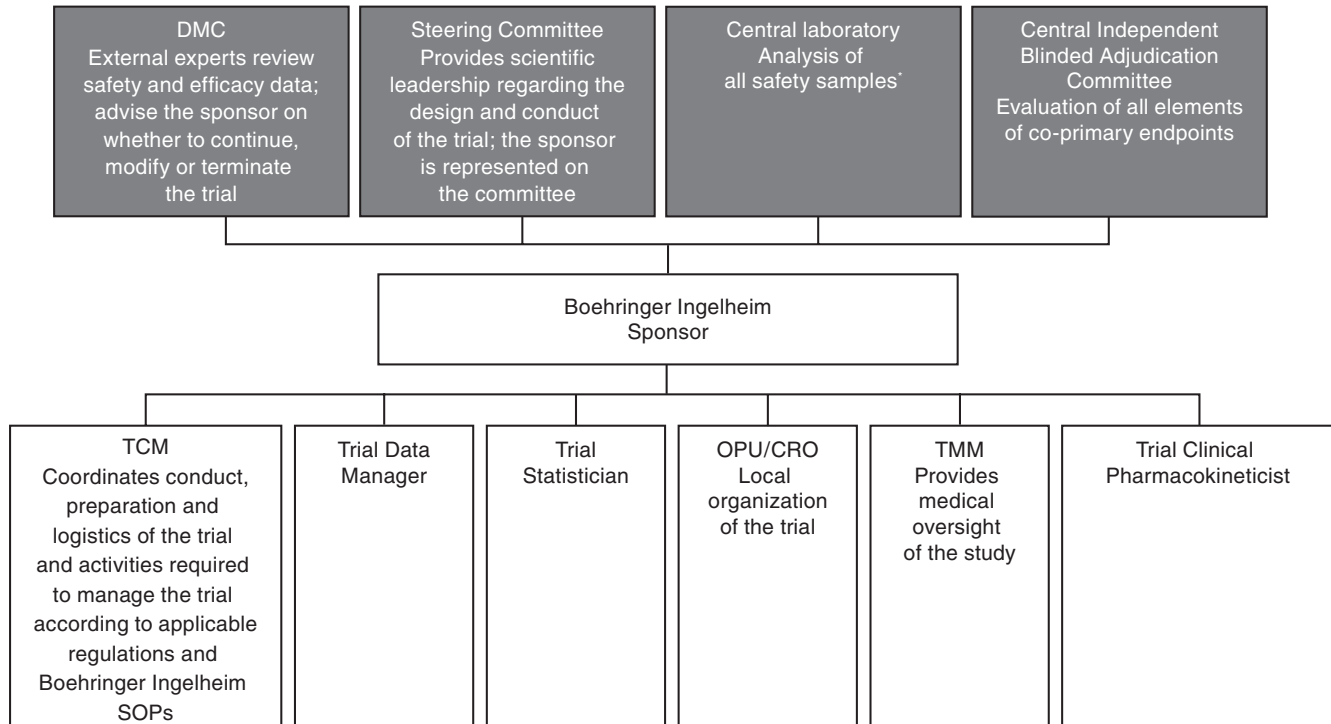 DMC
External experts review
safety and efficacy data;
advise the sponsor on
whether to continue,
modify or terminate
the trial
Steering Committee
Provides scientific
leadership regarding the
design and conduct
of the trial; the sponsor
is represented on
the committee
Central laboratory
Analysis of
all safety samples*
Central Independent
Blinded Adjudication
Committee
Evaluation of all elements
of co-primary endpoints
Boehringer Ingelheim
Sponsor
TCM
Coordinates conduct,
preparation and
logistics of the trial
and activities required
to manage the trial
according to applicable
regulations and
Boehringer Ingelheim
SOPs
Trial Data
Manager
Trial
Statistician
OPU/CRO
Local
organization
of the trial
TMM
Provides
medical
oversight
of the study
Trial Clinical
Pharmacokineticist